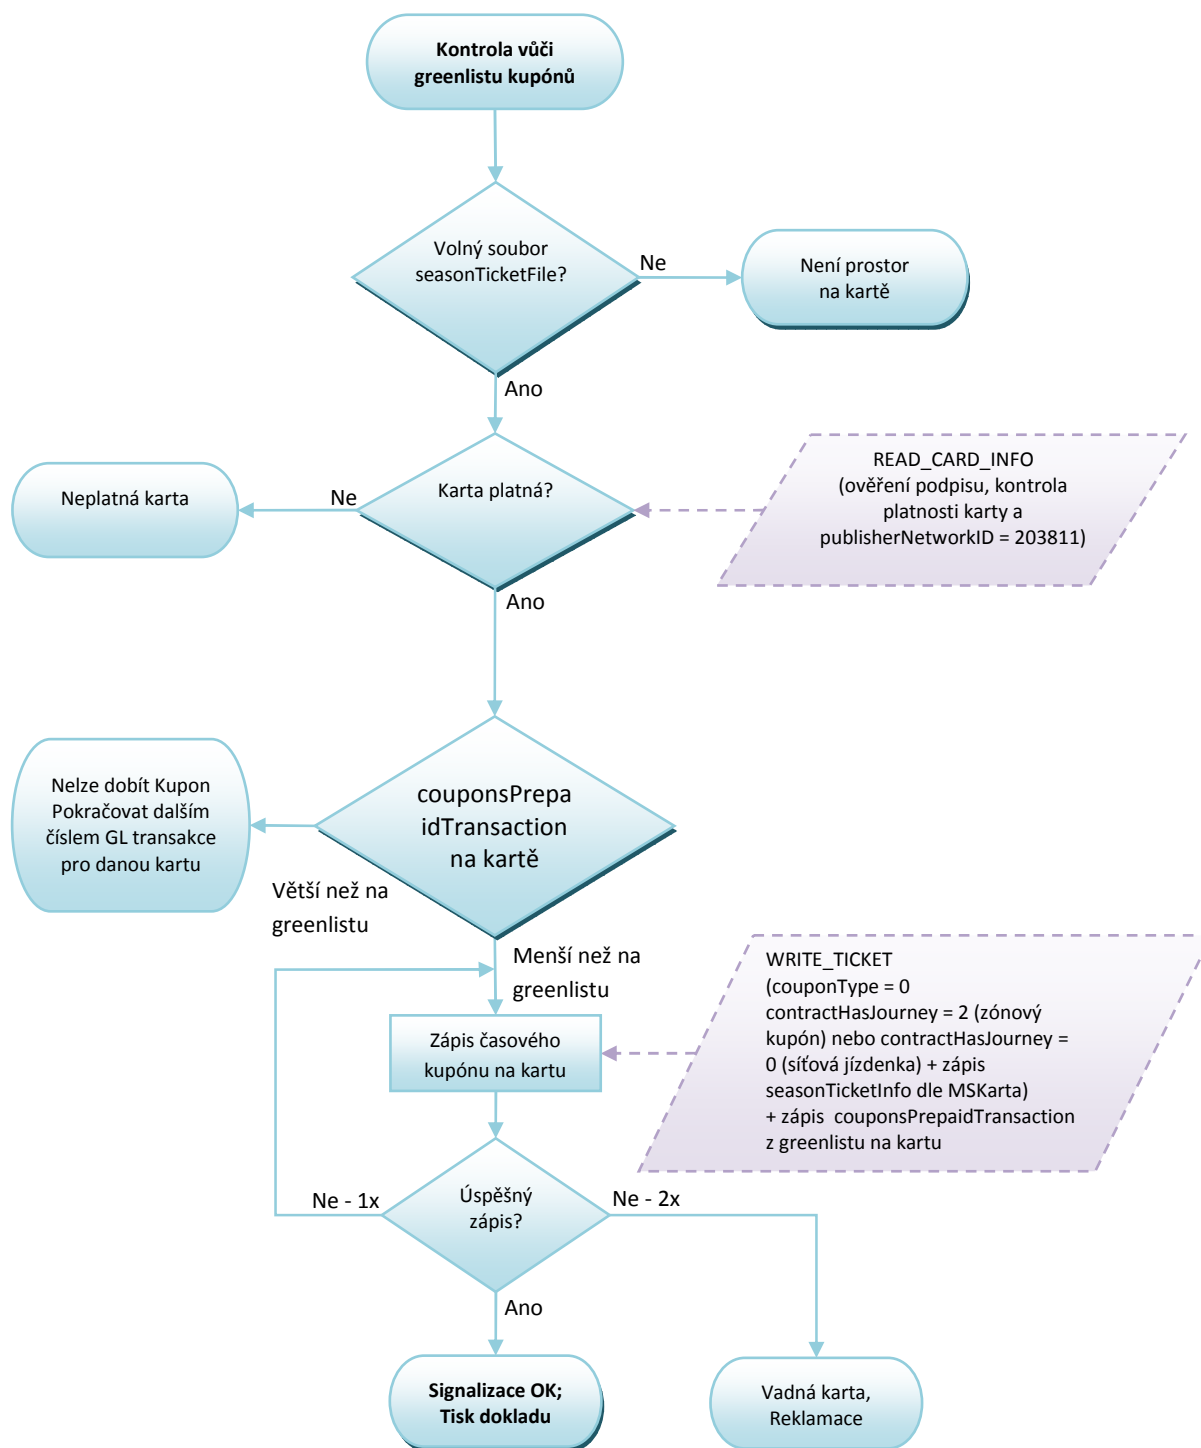 Kontrola vůči
greenlistu kupónů
Volný soubor
seasonTicketFile?
Ne
Není prostor
na kartě
Ano
Neplatná karta
Ne
Karta platná?
READ_CARD_INFO
(ověření podpisu, kontrola
platnosti karty a
publisherNetworkID = 203811)
Ano
Nelze dobít Kupon
Pokračovat dalším
číslem GL transakce
pro danou kartu
couponsPrepa
idTransaction
na kartě
Větší než na
greenlistu
Menší než na
greenlistu
WRITE_TICKET
(couponType = 0
contractHasJourney = 2 (zónový
kupón) nebo contractHasJourney =
0 (síťová jízdenka) + zápis
seasonTicketInfo dle MSKarta)
+ zápis couponsPrepaidTransaction
z greenlistu na kartu
Zápis časového
kupónu na kartu
Ne - 1x
Úspěšný
zápis?
Ne - 2x
Ano
Signalizace OK;
Tisk dokladu
Vadná karta,
Reklamace